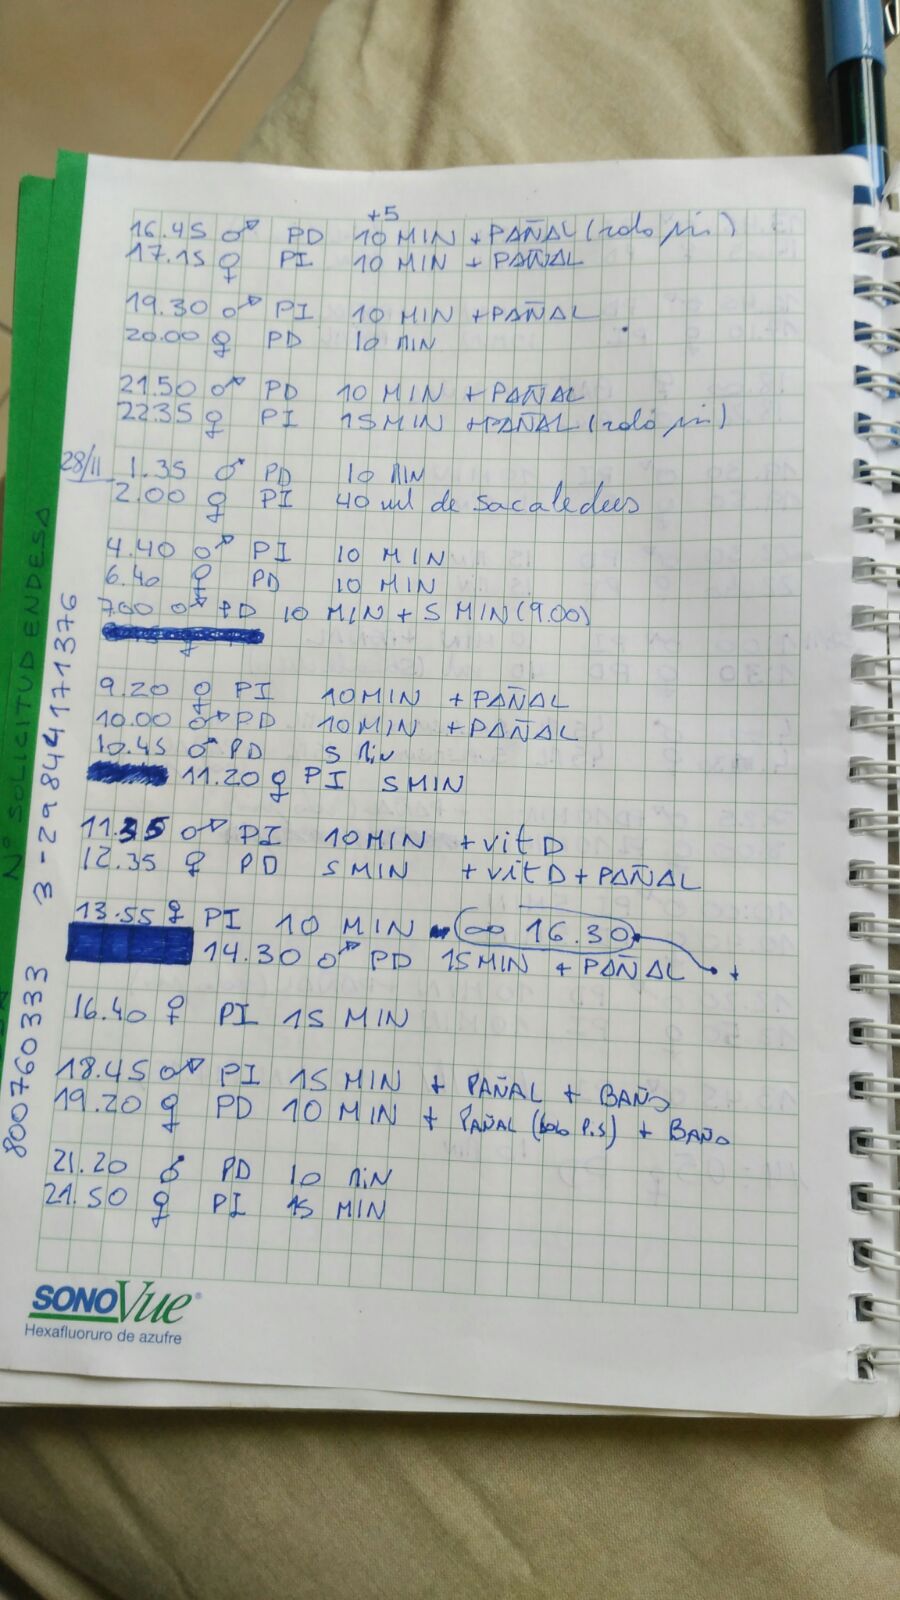 +5
16.45 ♂ PD 10 MIN + PAÑAL (solo pis)
17.15 ♀ PI 10 MIN + PAÑAL
19.30 ♂ PI 10 MIN + PAÑAL
20.00 ♀ PD 10 MIN
21.50 ♂ PD 10 MIN + PAÑAL
22.35 ♀ PI 15 MIN + PAÑAL (solo pis)
28/11 1.35 ♂ PD 10 MIN
2.00 ♀ PI 40 ml de sacaleches
4.40 ♂ PI 10 MIN
6.40 ♀ PD 10 MIN
7.00 ♂ PD 10 MIN + 5 MIN (9.00)
9.20 ♀ PI 10 MIN + PAÑAL
10.00 ♂ PD 10 MIN + PAÑAL
10.45 ♂ PD 5 Min
11.20 ♀ PI 5 MIN
11.35 ♂ PI 10 MIN + vit D
12.35 ♀ PD 5 MIN + vit D + PAÑAL
13.55 ♀ PI 10 MIN 16.30
14.30 ♂ PD 15 MIN + PAÑAL +
16.40 ♀ PI 15 MIN
18.45 ♂ PI 15 MIN + PAÑAL + BAÑO
19.20 ♀ PD 10 MIN + PAÑAL (solo P.S) + BAÑO
21.20 ♂ PD 10 MIN
21.50 ♀ PI 15 MIN
Nº SOLICITUD ENDESA
3-29844171376
800760333
SONOVue®
Hexafluoruro de azufre